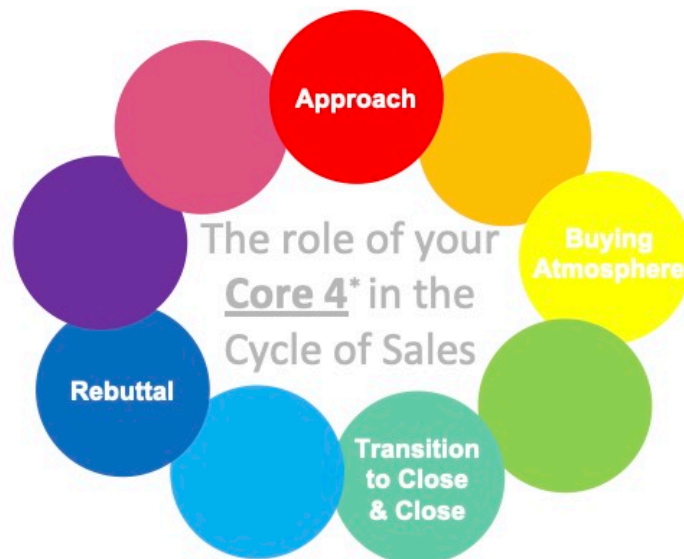 Approach
The role of your
Core 4* in the
Cycle of Sales
Buying
Atmosphere
Rebuttal
Transition
to Close
& Close